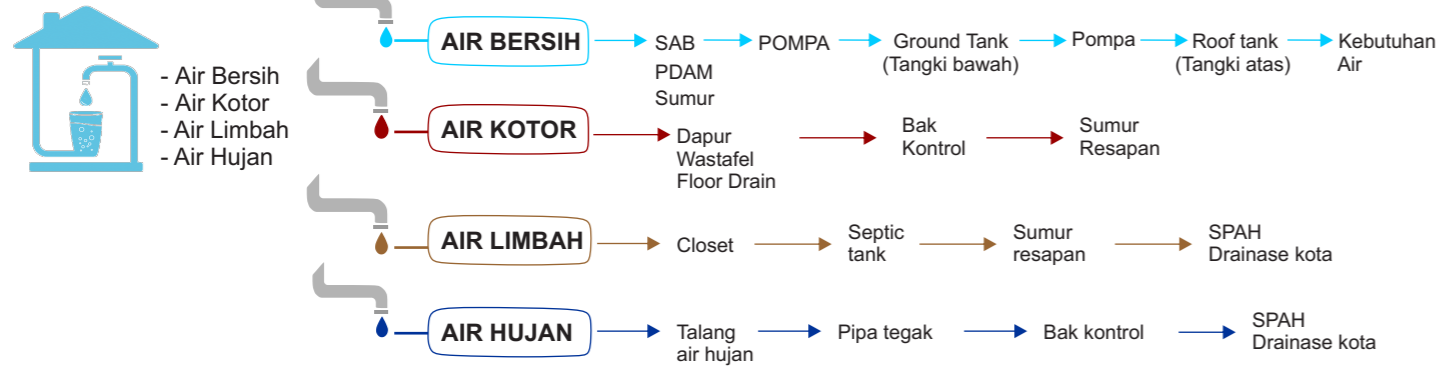 - Air Bersih
- Air Kotor
- Air Limbah
- Air Hujan
AIR BERSIH
SAB
PDAM
Sumur
POMPA
Ground Tank
(Tangki bawah)
Pompa
Roof tank
(Tangki atas)
Kebutuhan
Air
AIR KOTOR
Dapur
Wastafel
Floor Drain
Bak
Kontrol
Sumur
Resapan
AIR LIMBAH
Closet
Septic
tank
Sumur
resapan
SPAH
Drainase kota
AIR HUJAN
Talang
air hujan
Pipa tegak
Bak kontrol
SPAH
Drainase kota